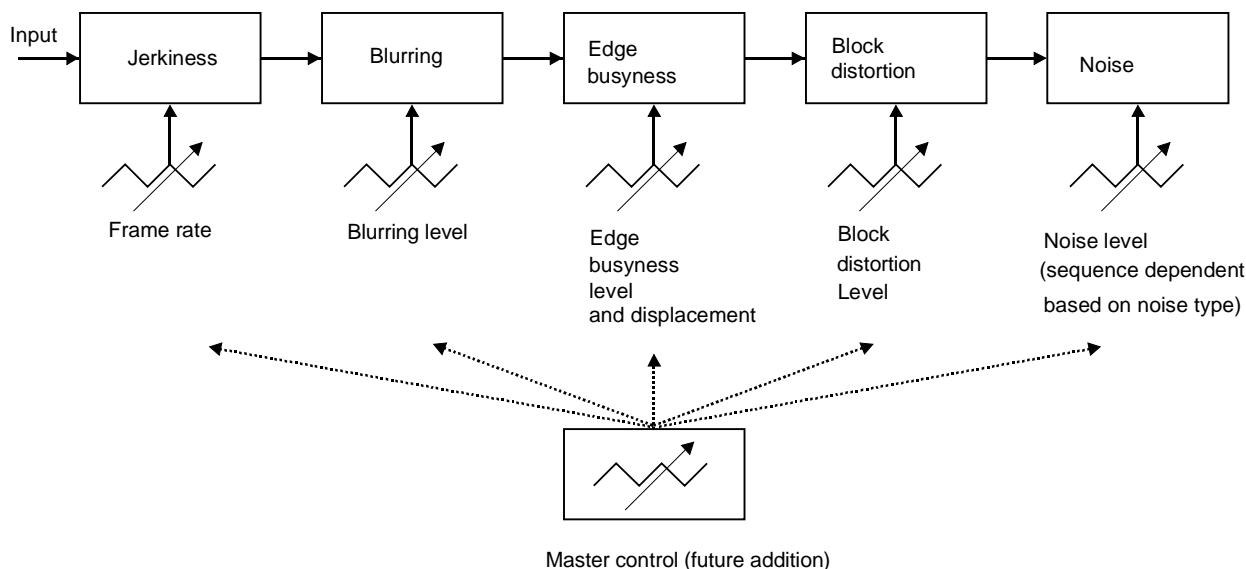 Input
Jerkiness
Blurring
Edge
busyness
Block
distortion
Noise
Frame rate
Blurring level
Edge
busyness
level
and displacement
Block
distortion
Level
Noise level
(sequence dependent
based on noise type)
Master control (future addition)